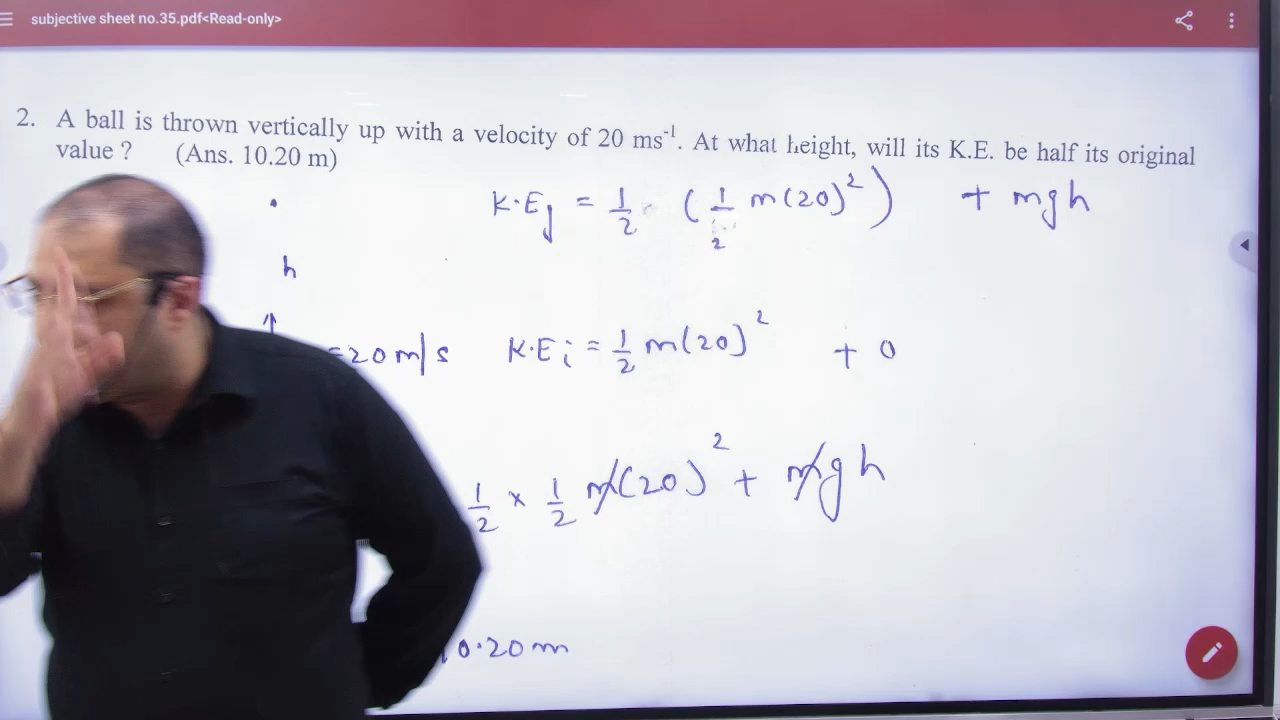 subjective sheet no.35.pdf<Read-only>
2. A ball is thrown vertically up with a velocity of 20 ms⁻¹. At what height, will its K.E. be half its original
value ? (Ans. 10.20 m)
K.E_f = 1/2 (1/2 m(20)²) + mgh
h
=20m/s K.E_i = 1/2 m(20)² + 0
1/2 × 1/2 m(20)² + mgh
0.20m